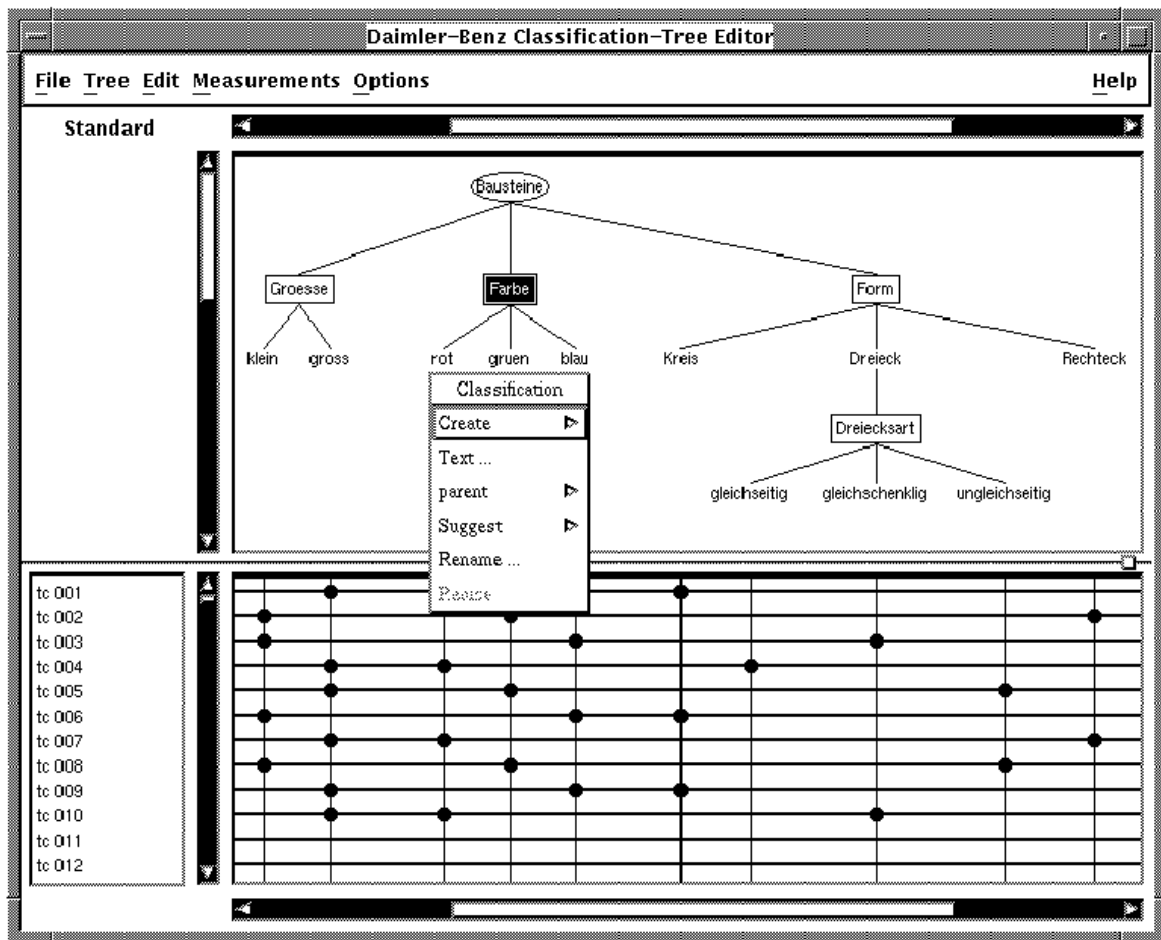 Daimler-Benz Classification-Tree Editor
File Tree Edit Measurements Options Help
Standard
Bausteine
Groesse Farbe Form
klein gross rot gruen blau Kreis Dreieck Rechteck
Classification
Create
Text ...
parent
Suggest
Rename ...
Reuse
Dreiecksart
gleichseitig gleichschenklig ungleichseitig
tc 001
tc 002
tc 003
tc 004
tc 005
tc 006
tc 007
tc 008
tc 009
tc 010
tc 011
tc 012